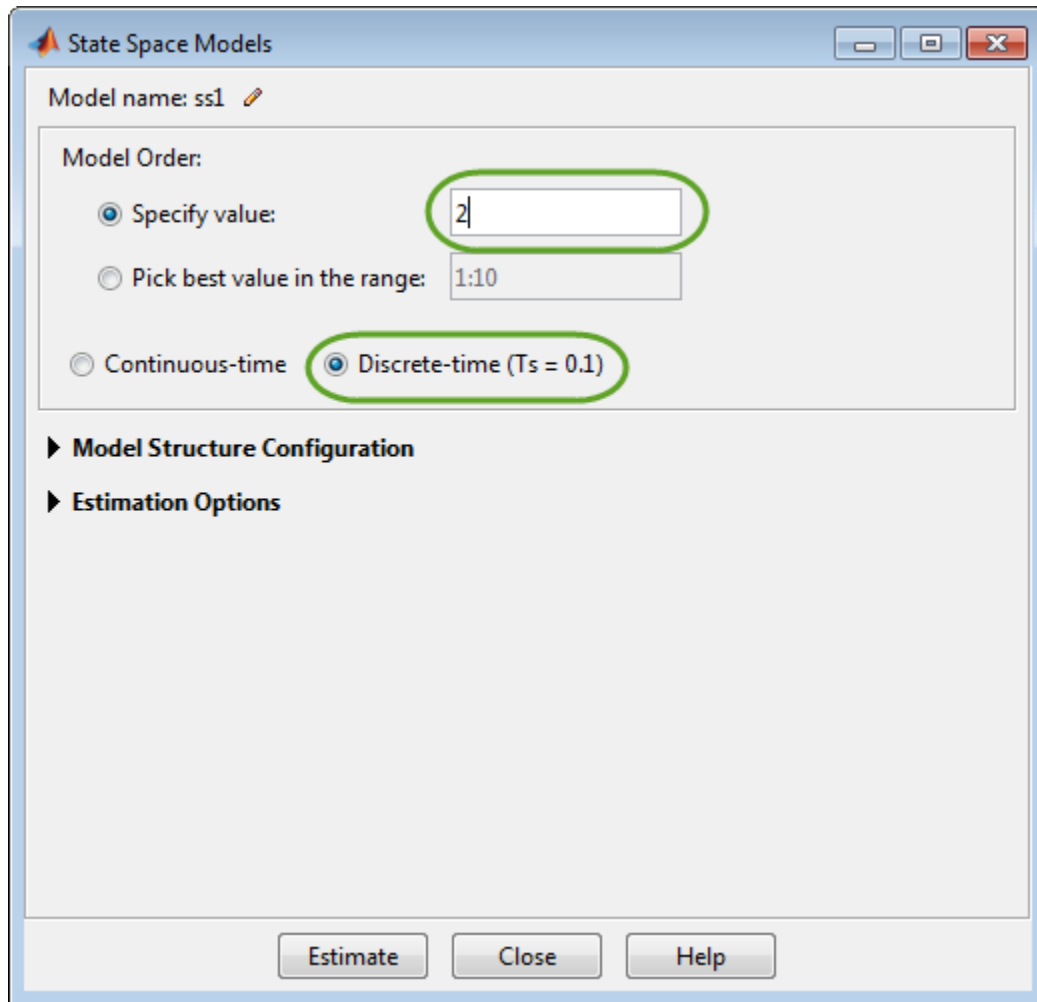 State Space Models
Model name: ss1
Model Order:
Specify value: 2
Pick best value in the range: 1:10
Continuous-time Discrete-time (Ts = 0.1)
Model Structure Configuration
Estimation Options
Estimate Close Help